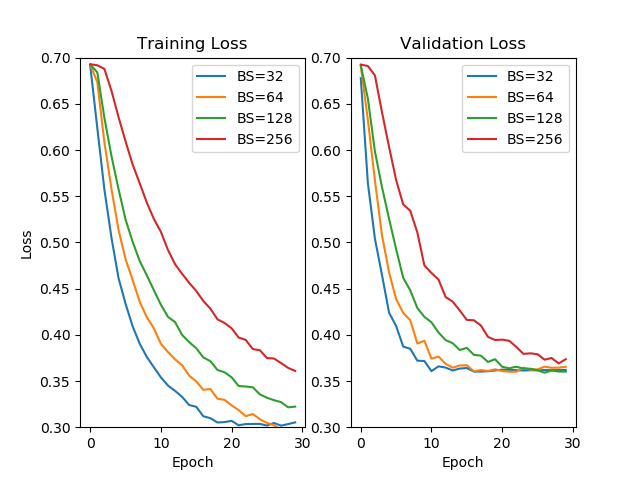 Training Loss
Validation Loss
0.70
0.65
0.60
0.55
0.50
0.45
0.40
0.35
0.30
Loss
0
10
20
30
Epoch
BS=32
BS=64
BS=128
BS=256
0.70
0.65
0.60
0.55
0.50
0.45
0.40
0.35
0.30
0
10
20
30
Epoch
BS=32
BS=64
BS=128
BS=256